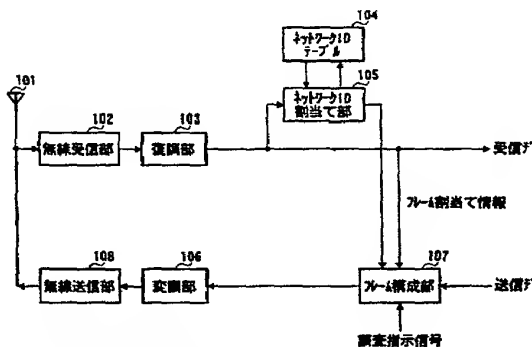 104
ネットワークID
テーブル
105
ネットワークID
割当て部
101
102
無線受信部
103
復調部
受信デ
フレーム割当て情報
108
無線送信部
106
変調部
107
フレーム構成部
送信デ
調査指示信号